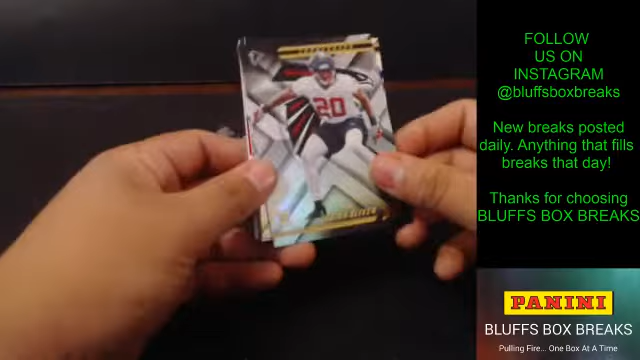 20
FOLLOW
US ON
INSTAGRAM
@bluffsboxbreaks
New breaks posted
daily. Anything that fills
breaks that day!
Thanks for choosing
BLUFFS BOX BREAKS
PANINI
BLUFFS BOX BREAKS
Pulling Fire... One Box At A Time